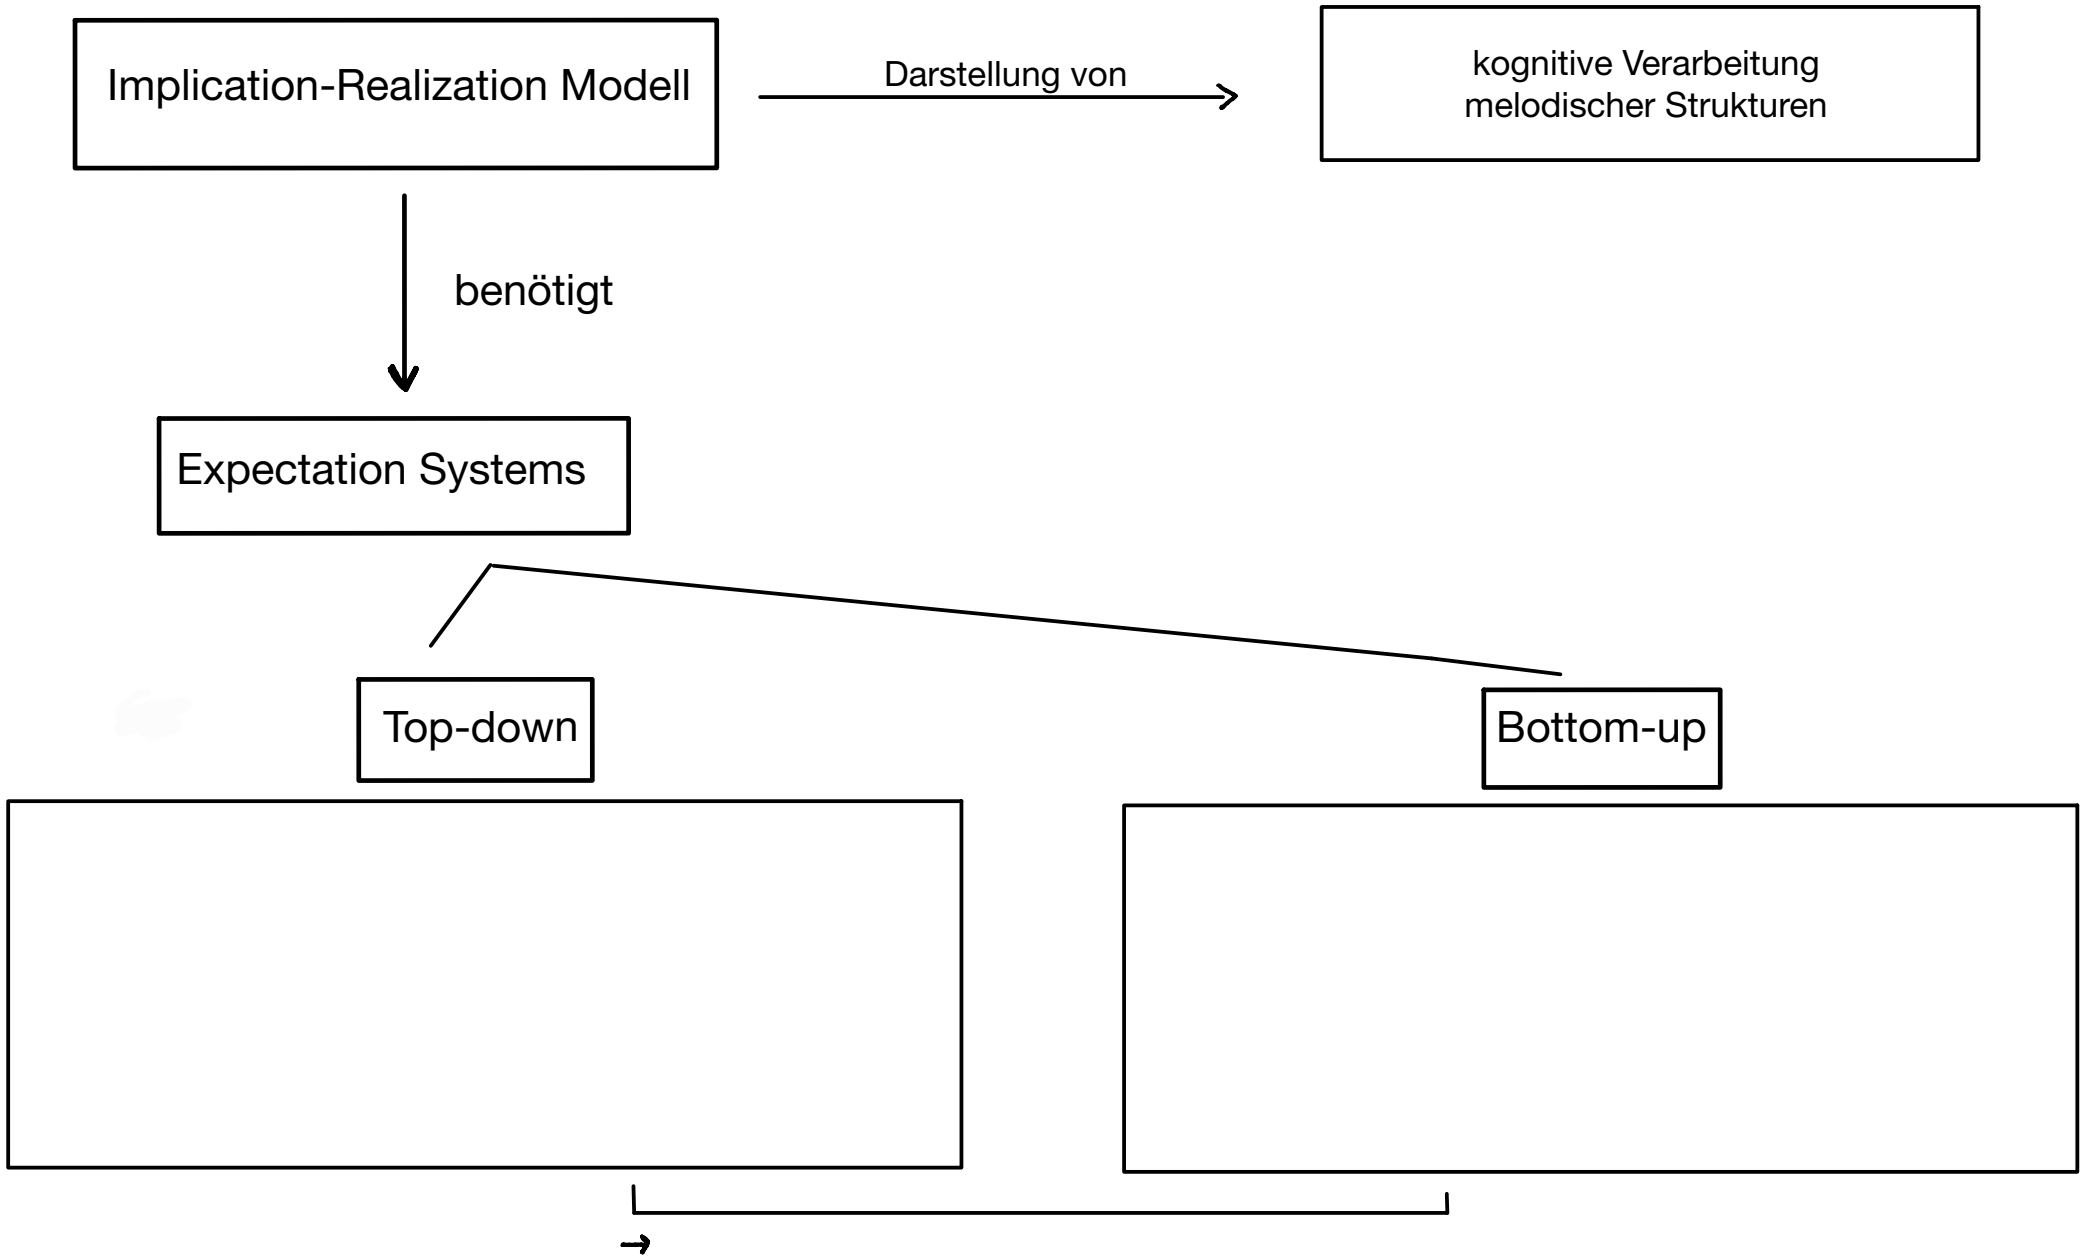 Implication-Realization Modell
Darstellung von
kognitive Verarbeitung
melodischer Strukturen
benötigt
Expectation Systems
Top-down
Bottom-up
→